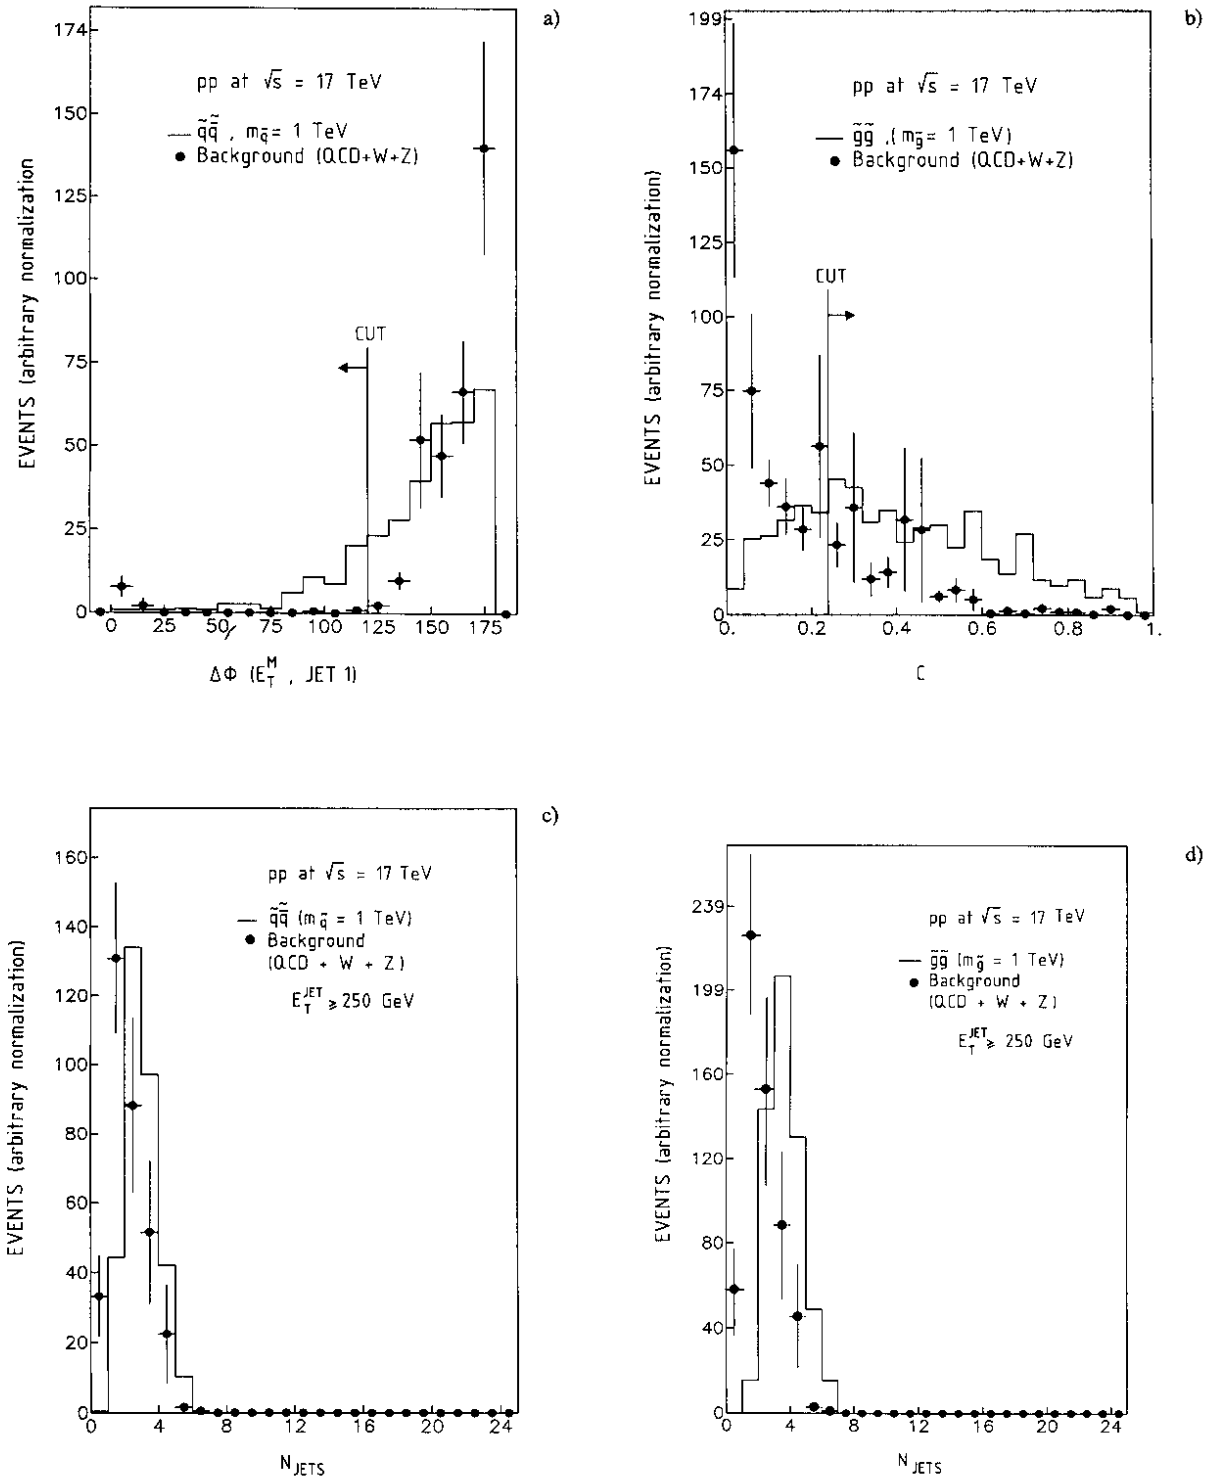 a)
174
150
125
100
75
50
25
0
pp at √s = 17 TeV
q̃q̃̄ , m_q̃ = 1 TeV
Background (QCD+W+Z)
CUT
0 25 50 75 100 125 150 175
EVENTS (arbitrary normalization
ΔΦ (E_T^M , JET 1)
b)
199
174
150
125
100
75
50
25
0
pp at √s = 17 TeV
g̃g̃ ,(m_g̃ = 1 TeV)
Background (QCD+W+Z)
CUT
0. 0.2 0.4 0.6 0.8 1.
EVENTS (arbitrary normalization)
C
c)
160
140
120
100
80
60
40
20
0
pp at √s = 17 TeV
q̃q̃̄ (m_q̃ = 1 TeV)
Background
(QCD + W + Z)
E_T^JET ⩾ 250 GeV
0 4 8 12 16 20 24
EVENTS (arbitrary normalization)
N_JETS
d)
239
199
160
120
80
40
0
pp at √s = 17 TeV
g̃g̃ (m_g̃ = 1 TeV)
Background
(QCD + W + Z)
E_T^JET ⩾ 250 GeV
0 4 8 12 16 20 24
EVENTS (arbitrary normalization)
N_JETS